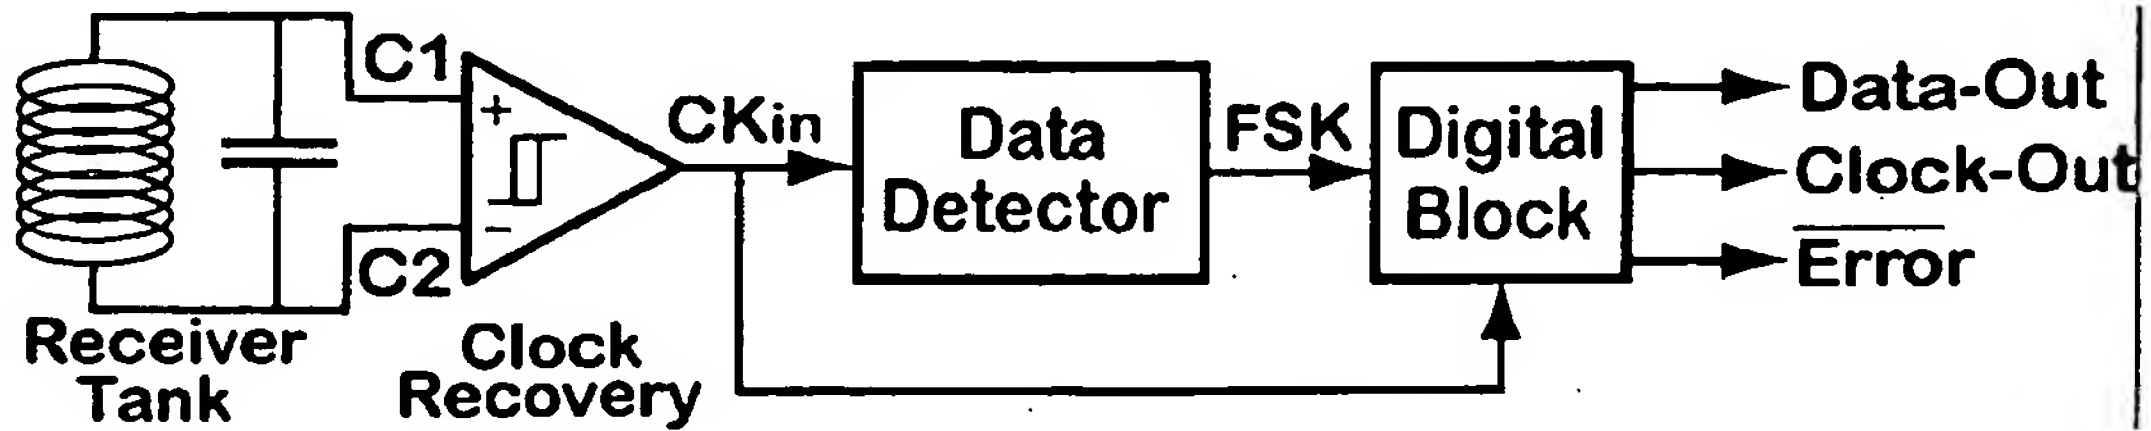 C1
+
CKin
Data
Detector
FSK
Digital
Block
Data-Out
Clock-Out
Error
−
C2
Receiver
Tank
Clock
Recovery